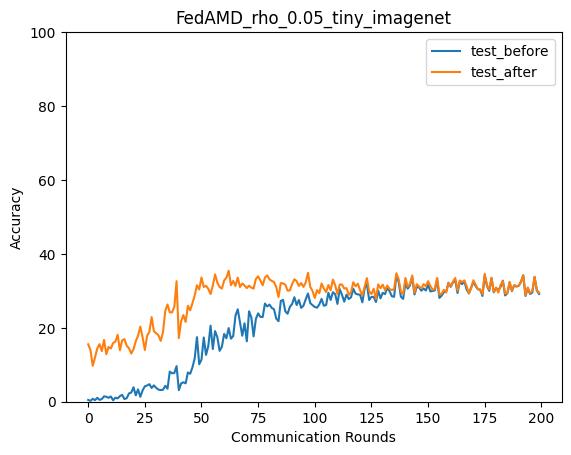 FedAMD_rho_0.05_tiny_imagenet
100
80
60
40
20
0
Accuracy
test_before
test_after
0 25 50 75 100 125 150 175 200
Communication Rounds